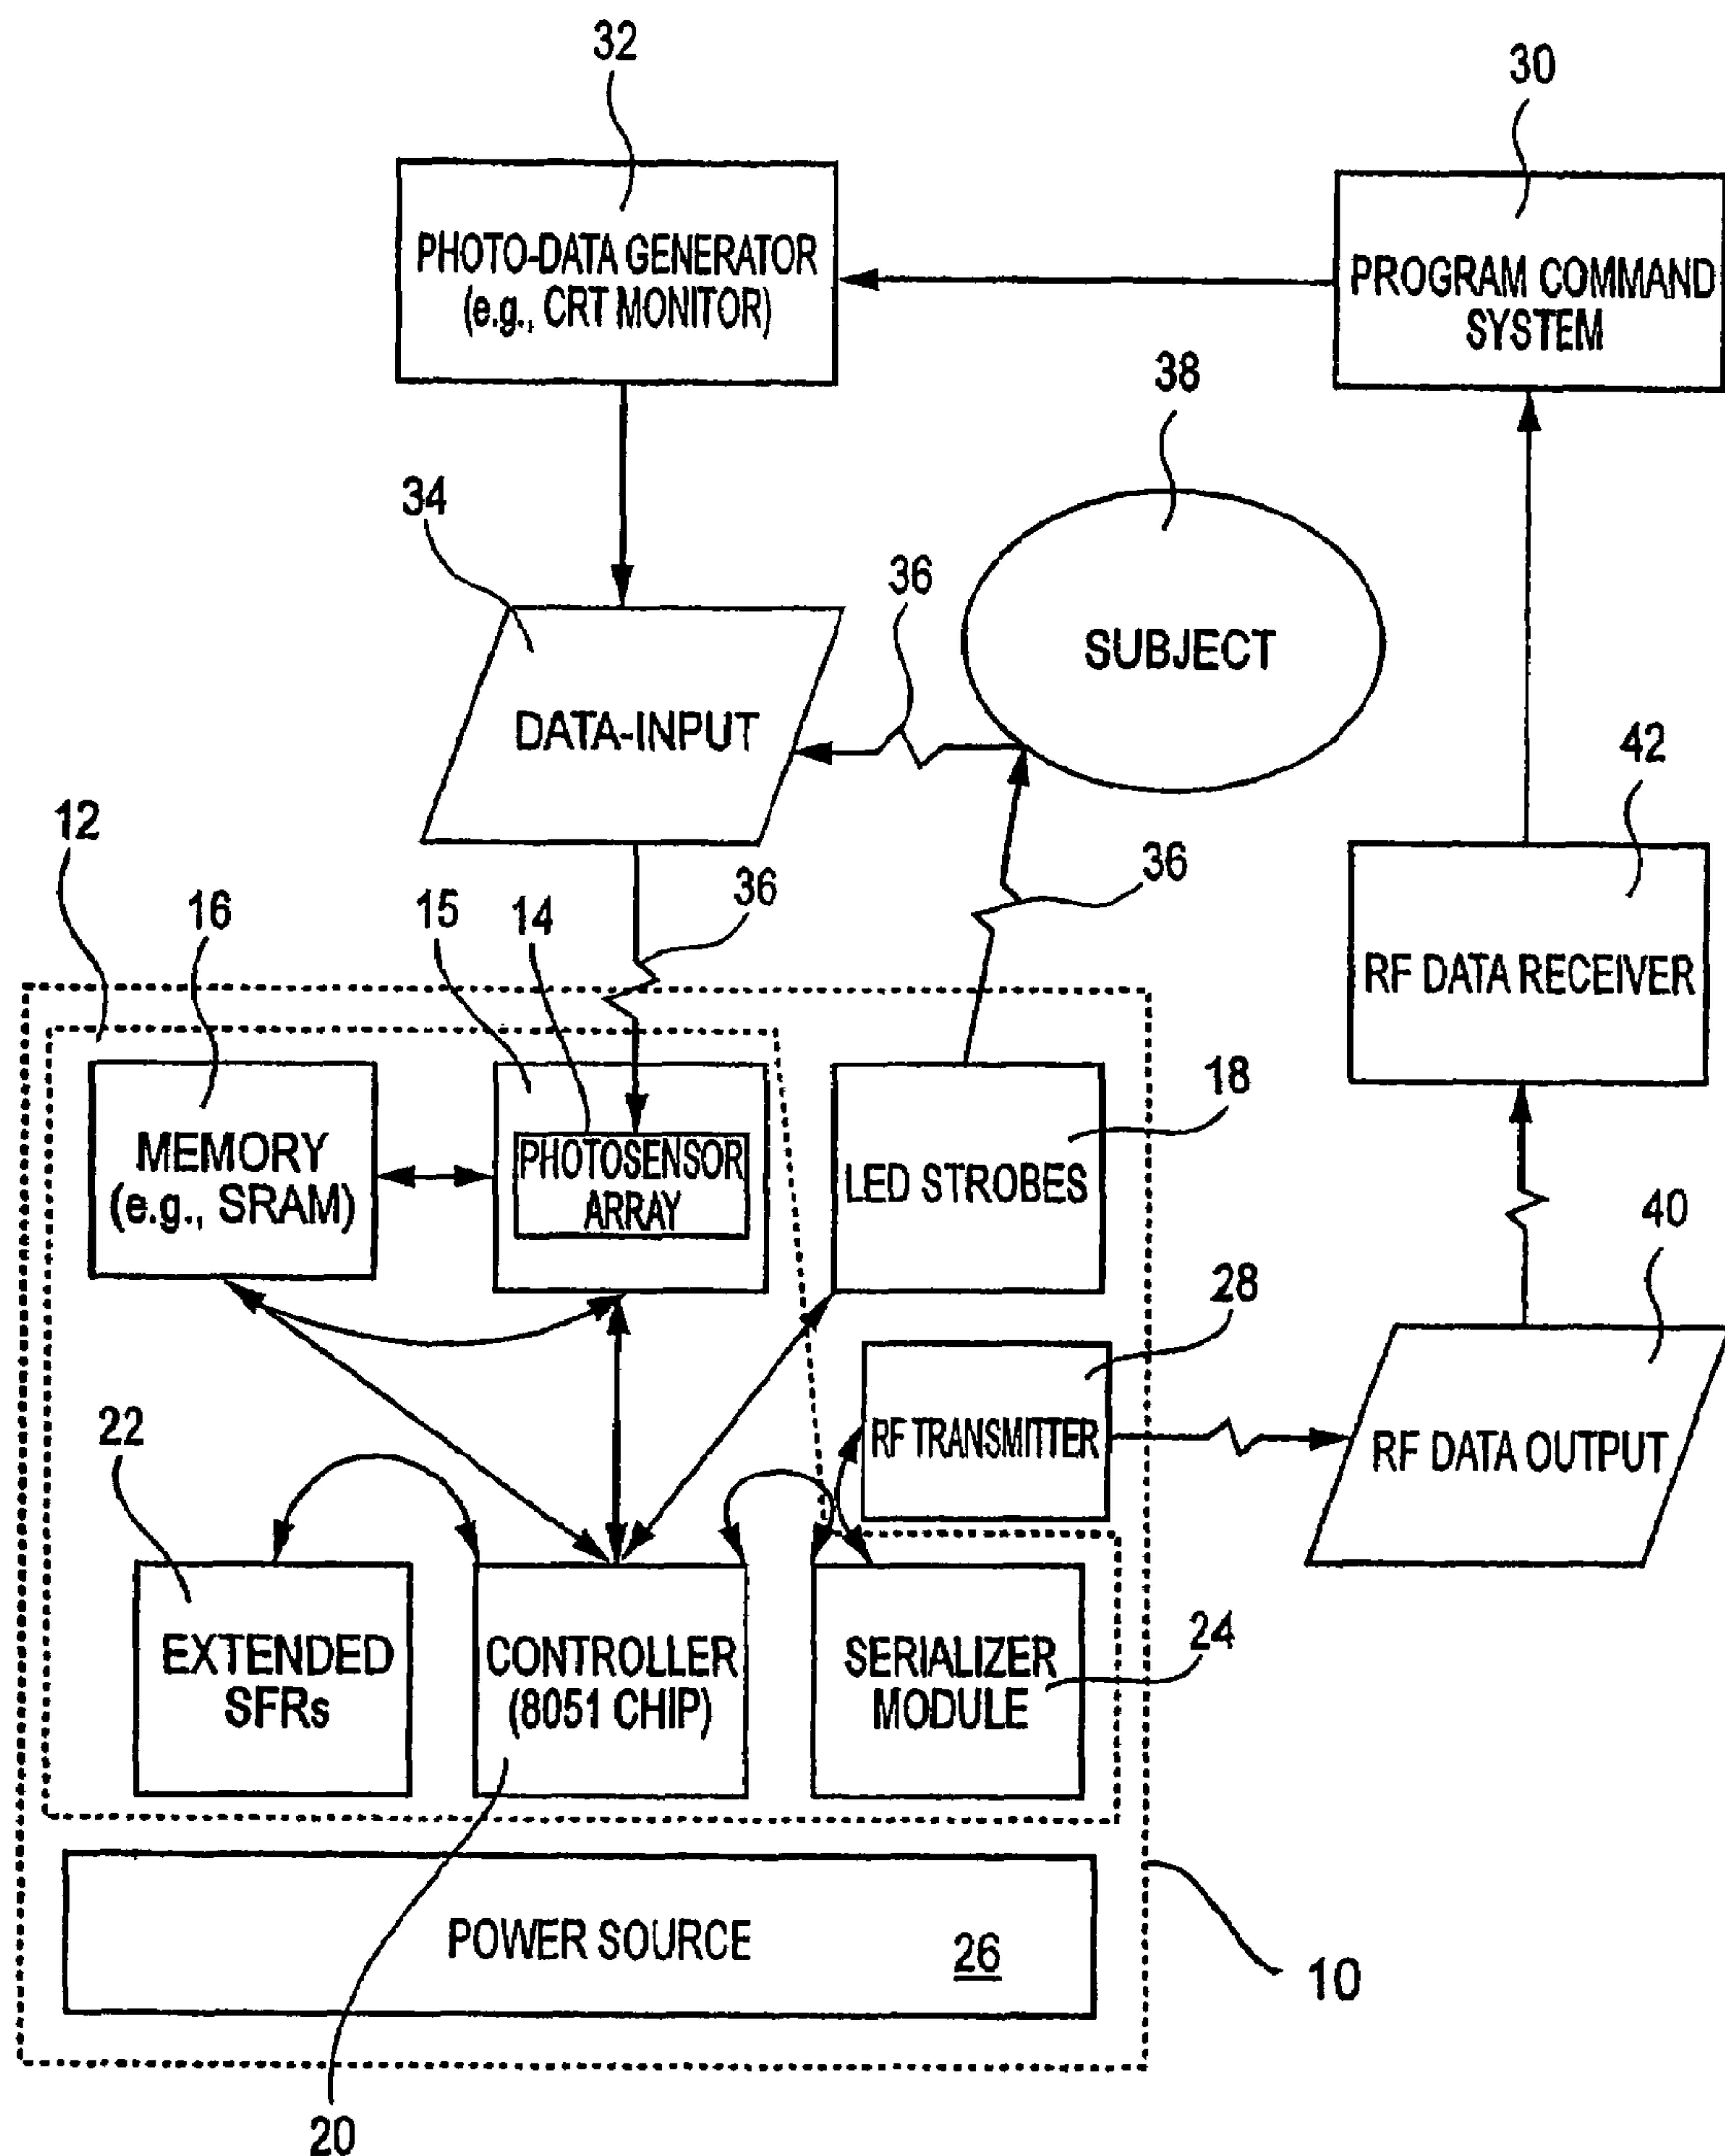 32
30
PHOTO-DATA GENERATOR
(e.g., CRT MONITOR)
PROGRAM COMMAND
SYSTEM
38
34
36
SUBJECT
DATA-INPUT
42
12
16
15
14
36
36
RF DATA RECEIVER
18
MEMORY
(e.g., SRAM)
PHOTOSENSOR
ARRAY
LED STROBES
40
28
22
RF TRANSMITTER
RF DATA OUTPUT
EXTENDED
SFRs
CONTROLLER
(8051 CHIP)
SERIALIZER
MODULE
24
POWER SOURCE
26
10
20